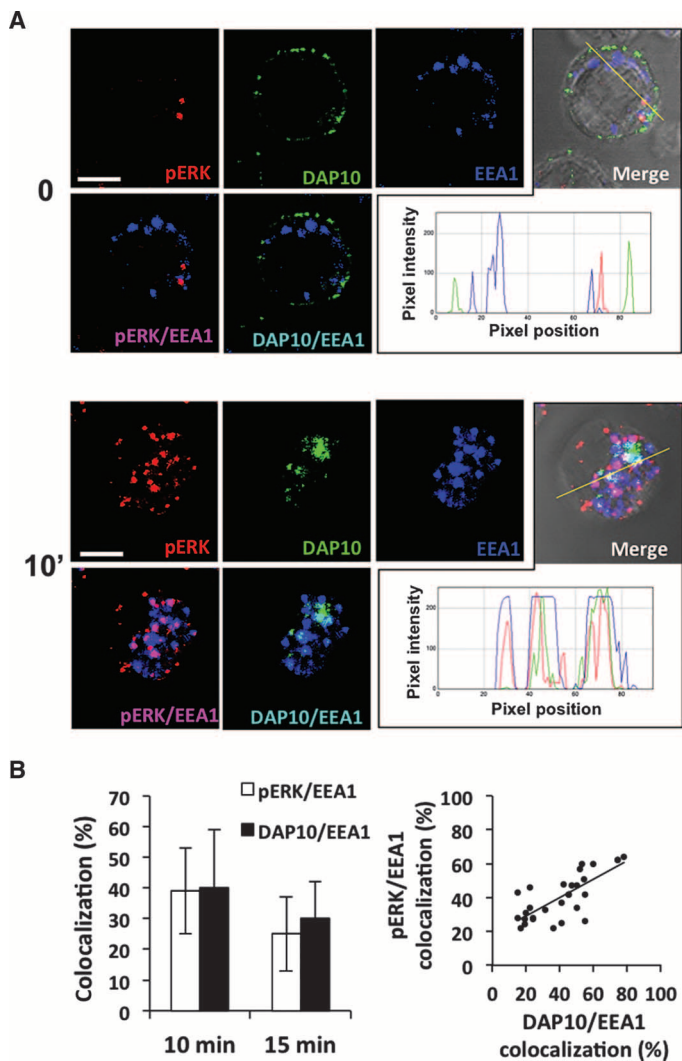 A
0
pERK
DAP10
EEA1
Merge
pERK/EEA1
DAP10/EEA1
Pixel intensity
200
100
0
0 20 40 60 80
Pixel position
10'
pERK
DAP10
EEA1
Merge
pERK/EEA1
DAP10/EEA1
Pixel intensity
200
100
0
0 20 40 60 80
Pixel position
B
Colocalization (%)
70
60
50
40
30
20
10
0
pERK/EEA1
DAP10/EEA1
10 min 15 min
pERK/EEA1
colocalization (%)
100
80
60
40
20
0
0 20 40 60 80 100
DAP10/EEA1
colocalization (%)